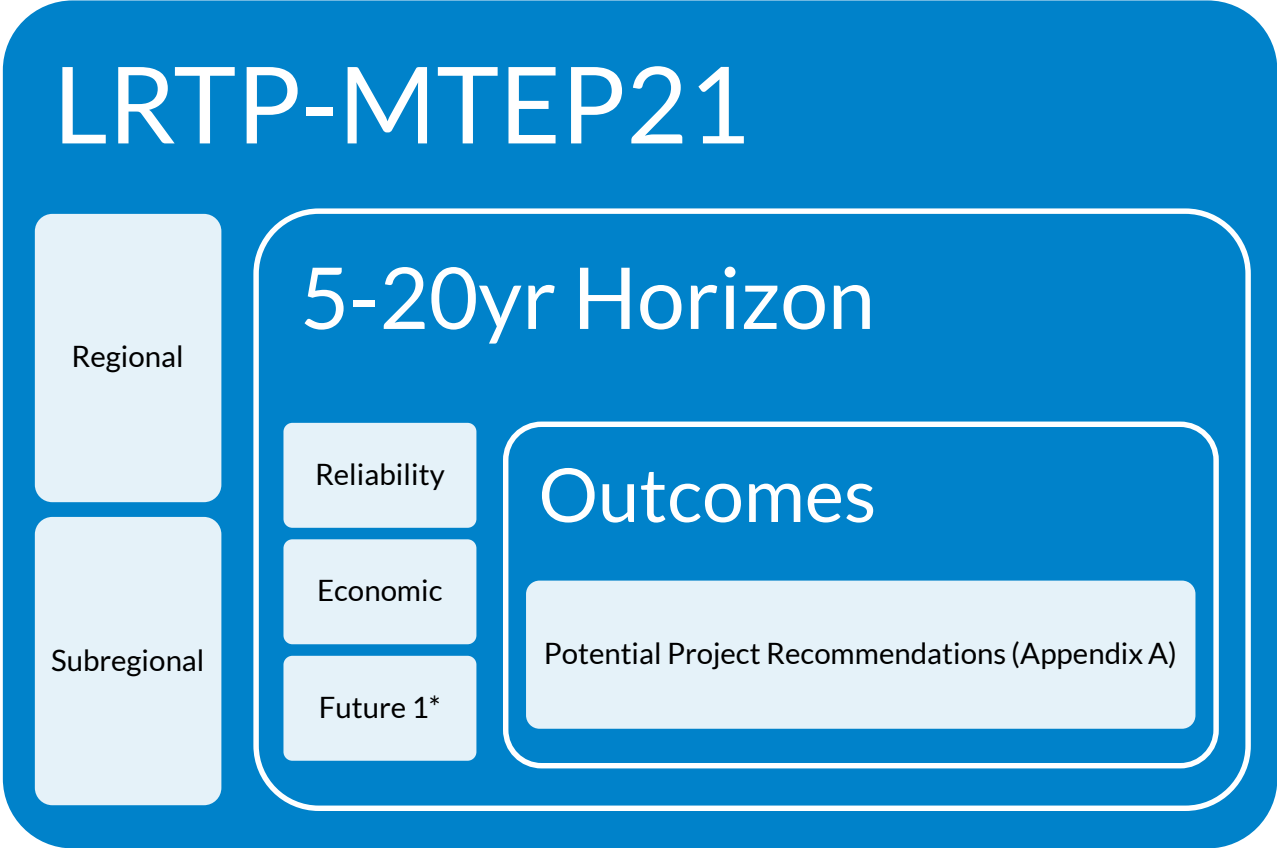 LRTP-MTEP21
Regional
Subregional
5-20yr Horizon
Reliability
Economic
Future 1*
Outcomes
Potential Project Recommendations (Appendix A)